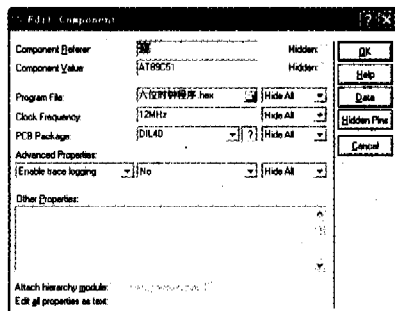 Edit Component
Component Referer Hidden:
Component Value: AT89C51 Hidden:
Program File: 六位时钟程序.hex Hide All
Clock Frequency: 12MHz Hide All
PCB Package: DIL40 ? Hide All
Advanced Properties:
Enable trace logging No Hide All
Other Properties:
Attach hierarchy module:
Edit all properties as text:
OK
Help
Data
Hidden Pins
Cancel